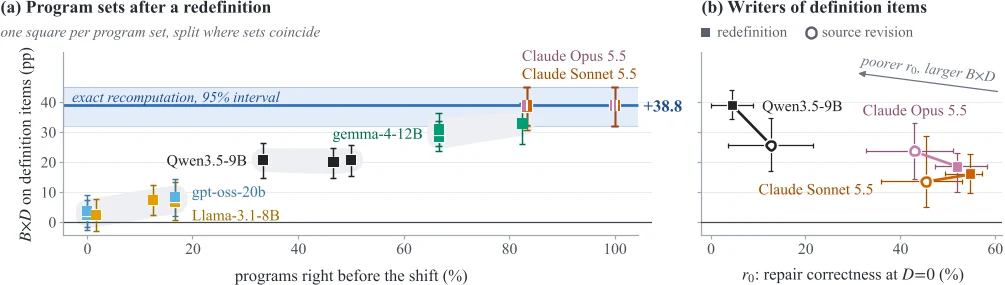 (a) Program sets after a redefinition
one square per program set, split where sets coincide
B×D on definition items (pp)
40
30
20
10
0
exact recomputation, 95% interval
Claude Opus 5.5
Claude Sonnet 5.5
+38.8
gemma-4-12B
Qwen3.5-9B
gpt-oss-20b
Llama-3.1-8B
0
20
40
60
80
100
programs right before the shift (%)
(b) Writers of definition items
redefinition
source revision
poorer r0, larger B×D
Qwen3.5-9B
Claude Opus 5.5
Claude Sonnet 5.5
0
20
40
60
r0: repair correctness at D=0 (%)